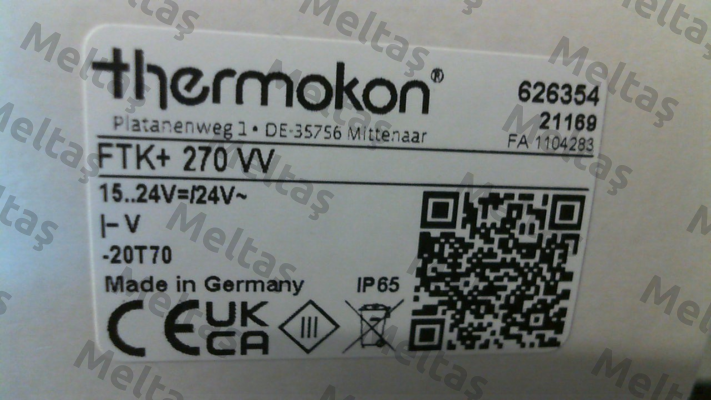 thermokon®
626354
Platanenweg 1 • DE-35756 Mittenaar
21169
FA 1104283
FTK+ 270 VV
15..24V=/24V~
|– V
-20T70
Made in Germany
IP65
CE UK
CA
III
Meltaş